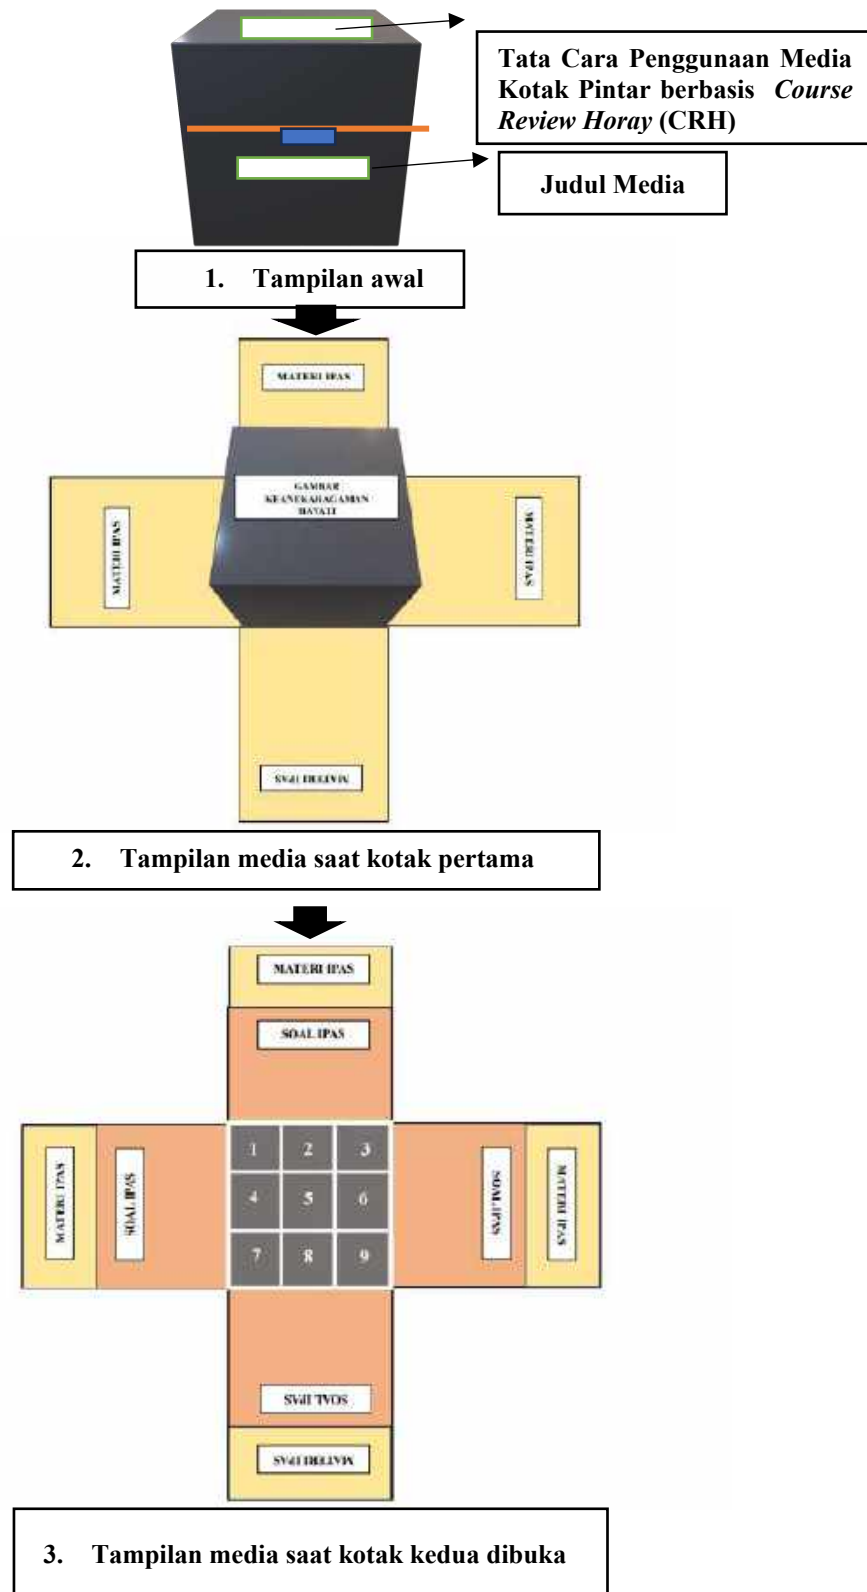 Tata Cara Penggunaan Media
Kotak Pintar berbasis Course
Review Horay (CRH)
Judul Media
1. Tampilan awal
MATERI IPAS
GAMBAR
KEANEKARAGAMAN
HAYATI
MATERI IPAS
MATERI IPAS
MATERI IPAS
2. Tampilan media saat kotak pertama
MATERI IPAS
SOAL IPAS
MATERI IPAS
SOAL IPAS
1 2 3
4 5 6
7 8 9
SOAL IPAS
MATERI IPAS
SOAL IPAS
MATERI IPAS
3. Tampilan media saat kotak kedua dibuka